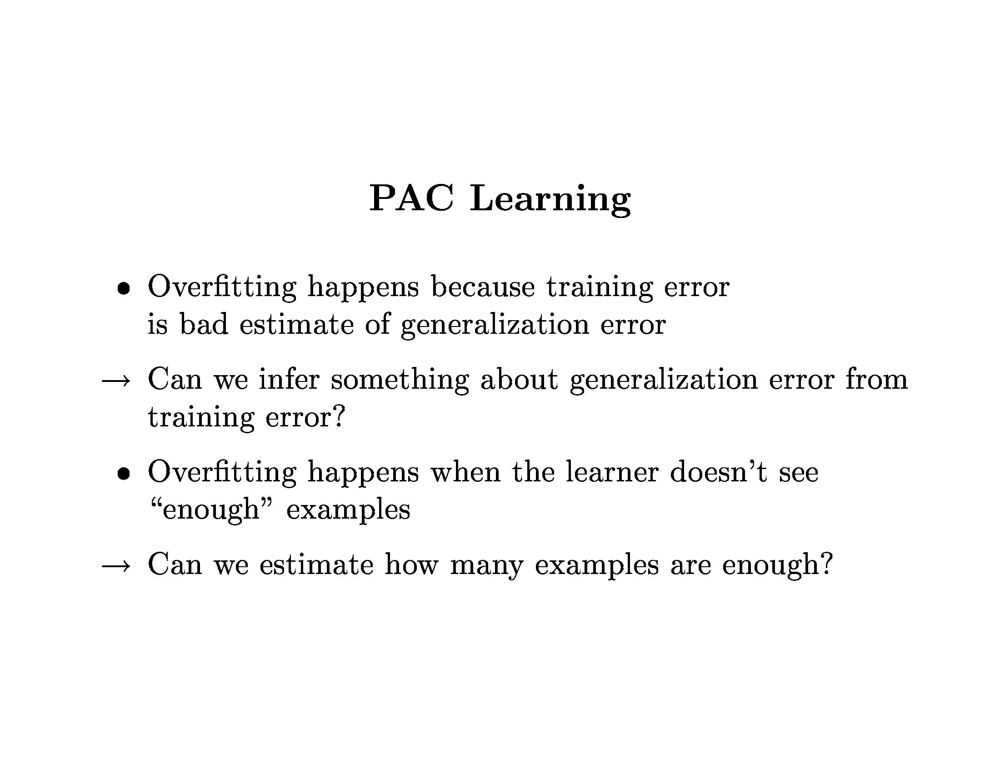 PAC Learning
• Overfitting happens because training error
is bad estimate of generalization error
→ Can we infer something about generalization error from
training error?
• Overfitting happens when the learner doesn’t see
“enough” examples
→ Can we estimate how many examples are enough?